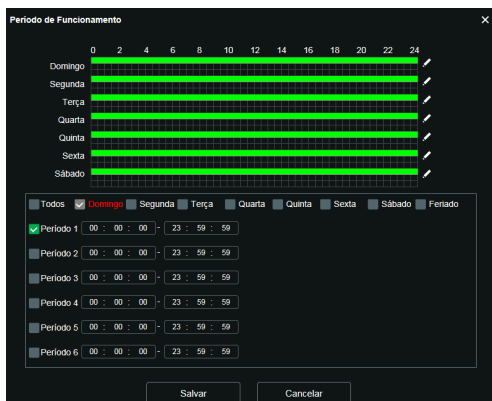 Período de Funcionamento
0 2 4 6 8 10 12 14 16 18 20 22 24
Domingo
Segunda
Terça
Quarta
Quinta
Sexta
Sábado
Todos Domingo Segunda Terça Quarta Quinta Sexta Sábado Feriado
Período 1 00 : 00 : 00 - 23 : 59 : 59
Período 2 00 : 00 : 00 - 23 : 59 : 59
Período 3 00 : 00 : 00 - 23 : 59 : 59
Período 4 00 : 00 : 00 - 23 : 59 : 59
Período 5 00 : 00 : 00 - 23 : 59 : 59
Período 6 00 : 00 : 00 - 23 : 59 : 59
Salvar Cancelar